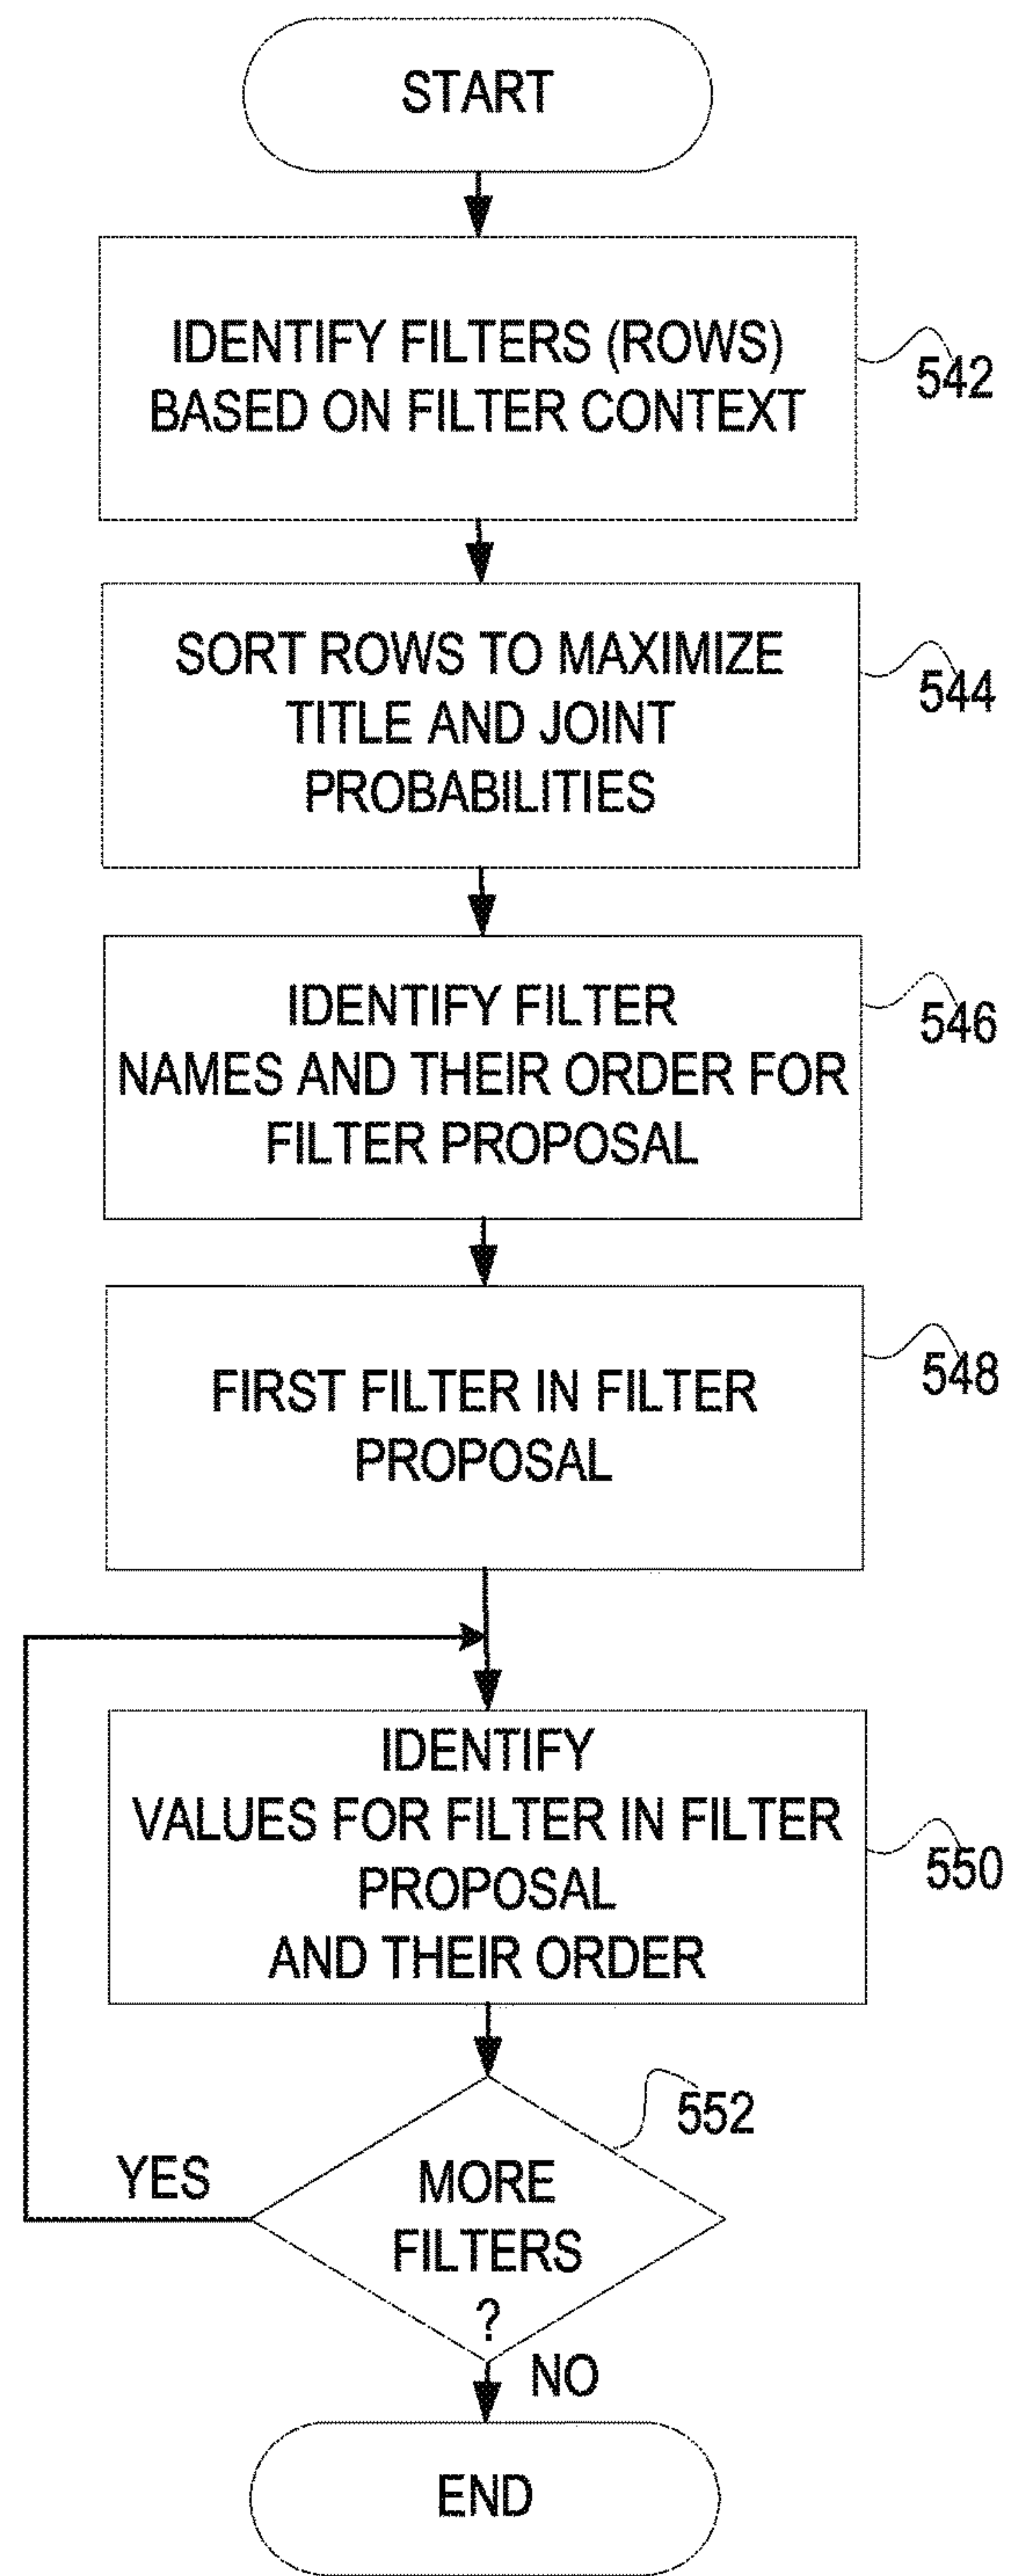 START
IDENTIFY FILTERS (ROWS)
BASED ON FILTER CONTEXT
542
SORT ROWS TO MAXIMIZE
TITLE AND JOINT
PROBABILITIES
544
IDENTIFY FILTER
NAMES AND THEIR ORDER FOR
FILTER PROPOSAL
546
FIRST FILTER IN FILTER
PROPOSAL
548
IDENTIFY
VALUES FOR FILTER IN FILTER
PROPOSAL
AND THEIR ORDER
550
552
YES
MORE
FILTERS
?
NO
END